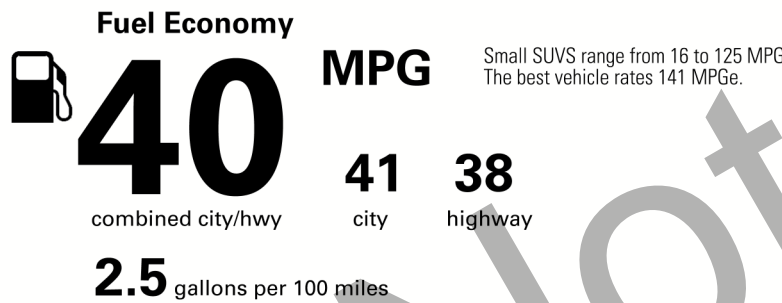 Fuel Economy
40
MPG
Small SUVS range from 16 to 125 MPG
The best vehicle rates 141 MPGe.
41 38
combined city/hwy city highway
2.5 gallons per 100 miles
Not